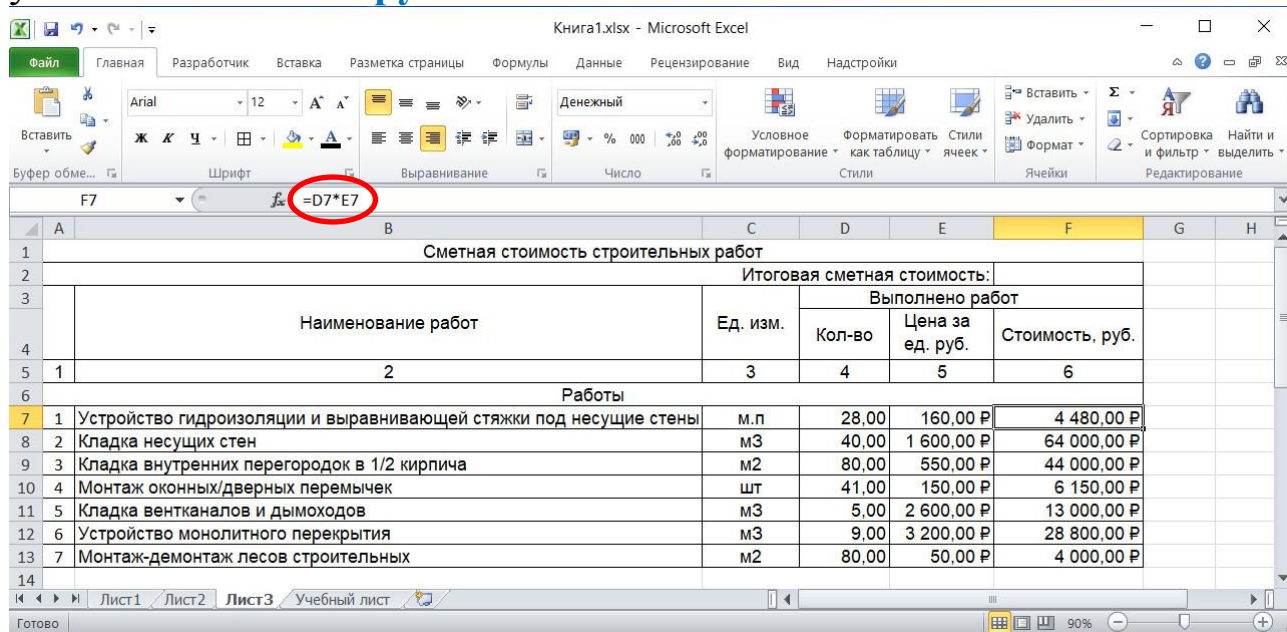 Книга1.xlsx - Microsoft Excel
Файл Главная Разработчик Вставка Разметка страницы Формулы Данные Рецензирование Вид Надстройки
Вставить
Буфер обме...
Arial 12
Ж К Ч
Шрифт
Выравнивание
Денежный
% 000
Число
Условное форматирование
Форматировать как таблицу
Стили ячеек
Стили
Вставить
Удалить
Формат
Ячейки
Сортировка и фильтр
Найти и выделить
Редактирование
F7 fx =D7*E7
A B C D E F G H
1 Сметная стоимость строительных работ
2 Итоговая сметная стоимость:
3 Наименование работ Ед. изм. Выполнено работ
4 Кол-во Цена за ед. руб. Стоимость, руб.
5 1 2 3 4 5 6
6 Работы
7 1 Устройство гидроизоляции и выравнивающей стяжки под несущие стены м.п 28,00 160,00 ₽ 4 480,00 ₽
8 2 Кладка несущих стен м3 40,00 1 600,00 ₽ 64 000,00 ₽
9 3 Кладка внутренних перегородок в 1/2 кирпича м2 80,00 550,00 ₽ 44 000,00 ₽
10 4 Монтаж оконных/дверных перемычек шт 41,00 150,00 ₽ 6 150,00 ₽
11 5 Кладка вентканалов и дымоходов м3 5,00 2 600,00 ₽ 13 000,00 ₽
12 6 Устройство монолитного перекрытия м3 9,00 3 200,00 ₽ 28 800,00 ₽
13 7 Монтаж-демонтаж лесов строительных м2 80,00 50,00 ₽ 4 000,00 ₽
14
Лист1 Лист2 Лист3 Учебный лист
Готово 90%